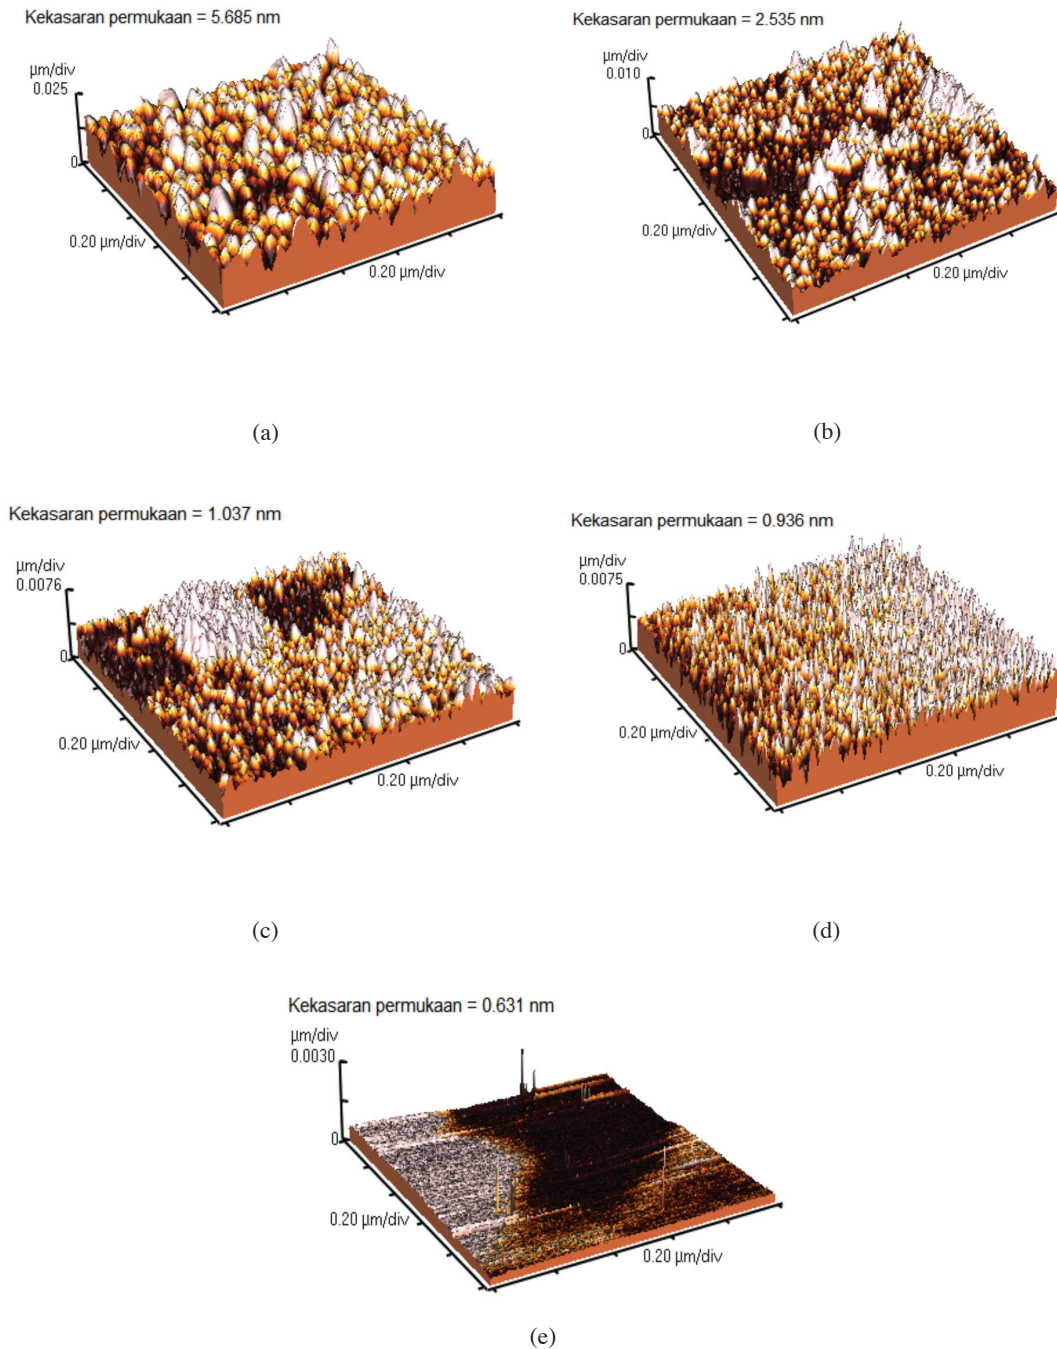 Kekasaran permukaan = 5.685 nm
µm/div
0.025
0
0.20 µm/div
0.20 µm/div
(a)
Kekasaran permukaan = 2.535 nm
µm/div
0.010
0
0.20 µm/div
0.20 µm/div
(b)
Kekasaran permukaan = 1.037 nm
µm/div
0.0076
0
0.20 µm/div
0.20 µm/div
(c)
Kekasaran permukaan = 0.936 nm
µm/div
0.0075
0
0.20 µm/div
0.20 µm/div
(d)
Kekasaran permukaan = 0.631 nm
µm/div
0.0030
0
0.20 µm/div
0.20 µm/div
(e)